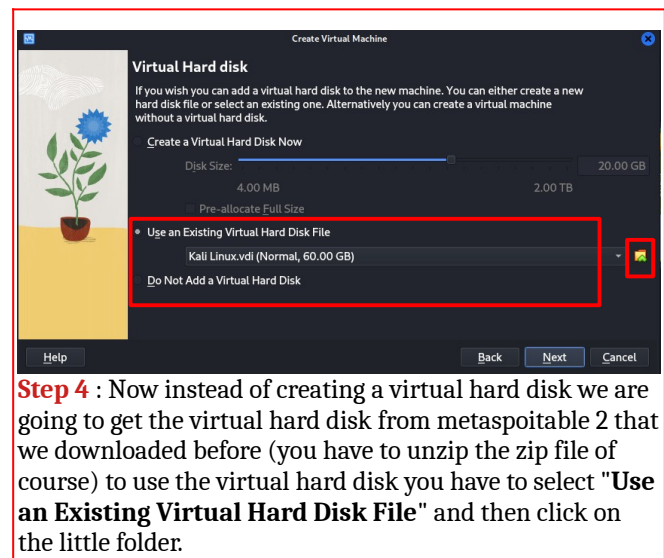 Create Virtual Machine
Virtual Hard disk
If you wish you can add a virtual hard disk to the new machine. You can either create a new
hard disk file or select an existing one. Alternatively you can create a virtual machine
without a virtual hard disk.
Create a Virtual Hard Disk Now
Disk Size:
20.00 GB
4.00 MB
2.00 TB
Pre-allocate Full Size
Use an Existing Virtual Hard Disk File
Kali Linux.vdi (Normal, 60.00 GB)
Do Not Add a Virtual Hard Disk
Help
Back
Next
Cancel
Step 4 : Now instead of creating a virtual hard disk we are
going to get the virtual hard disk from metaspoitable 2 that
we downloaded before (you have to unzip the zip file of
course) to use the virtual hard disk you have to select "Use
an Existing Virtual Hard Disk File" and then click on
the little folder.